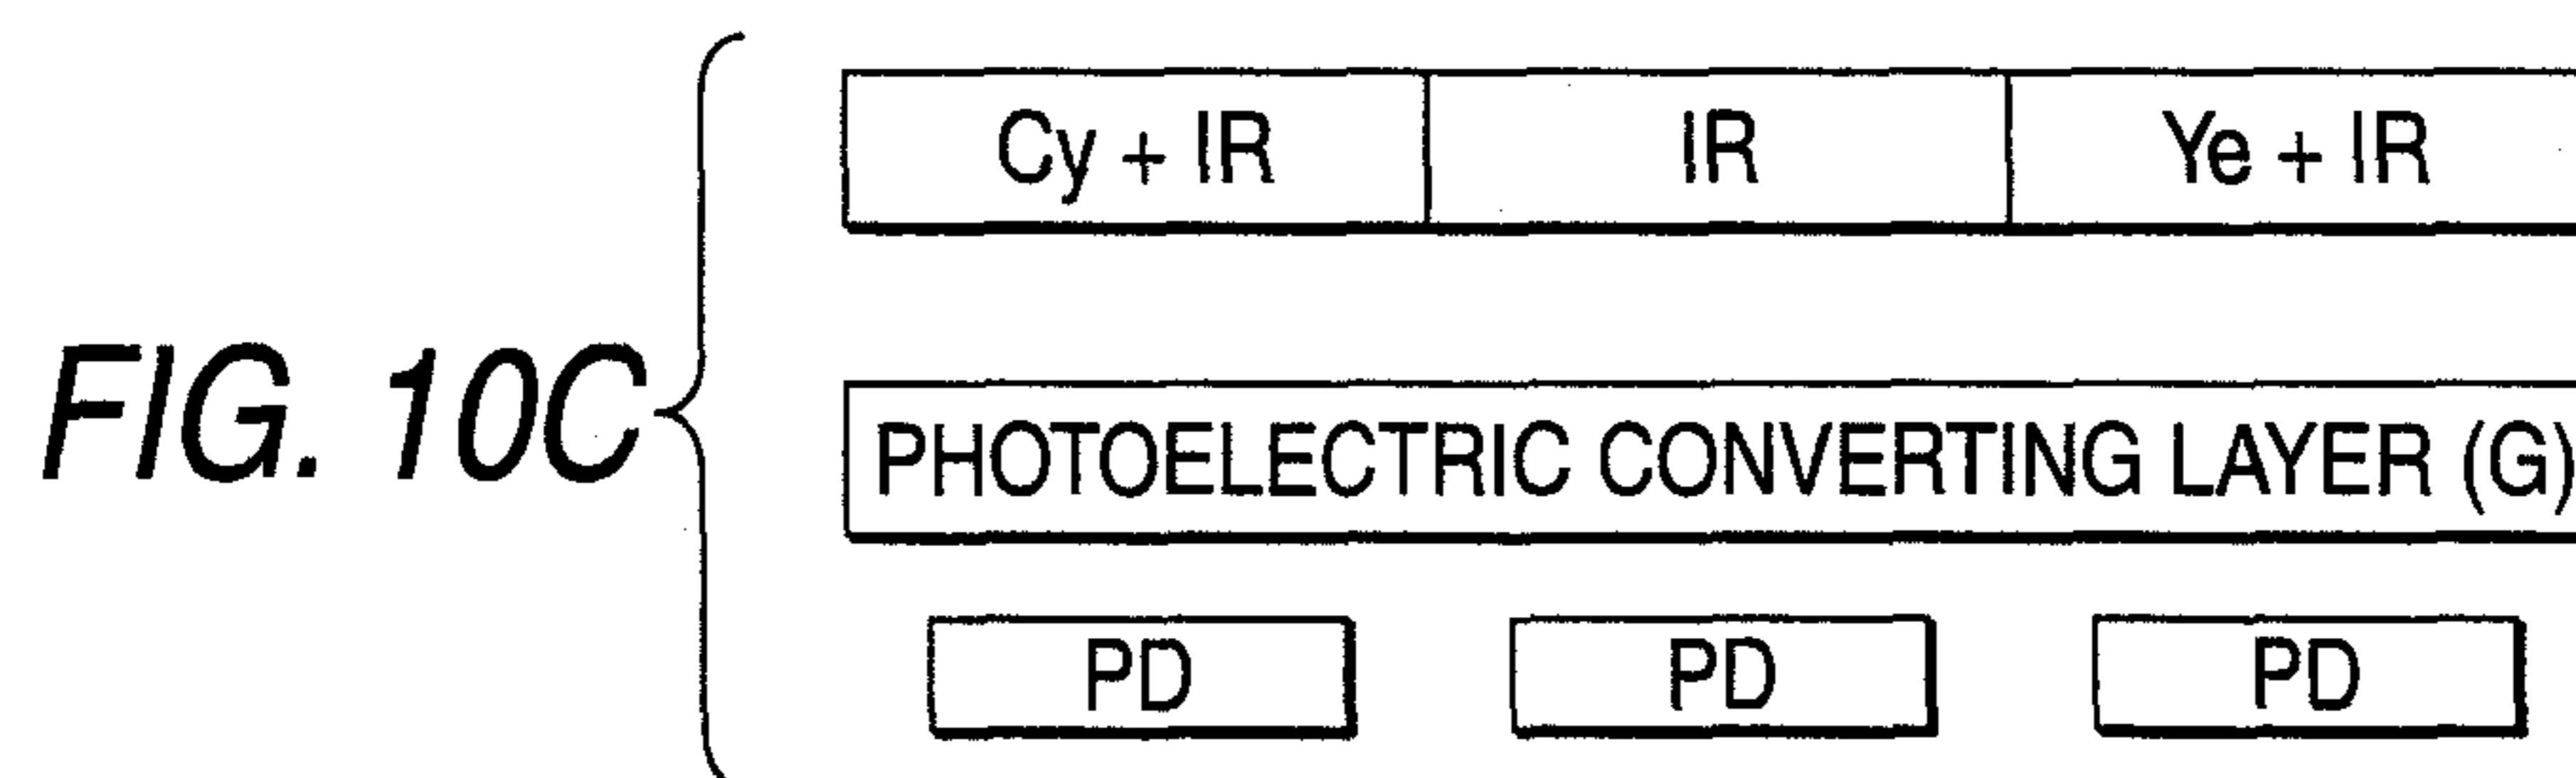 Cy + IR IR Ye + IR
FIG. 10C
PHOTOELECTRIC CONVERTING LAYER (G)
PD PD PD